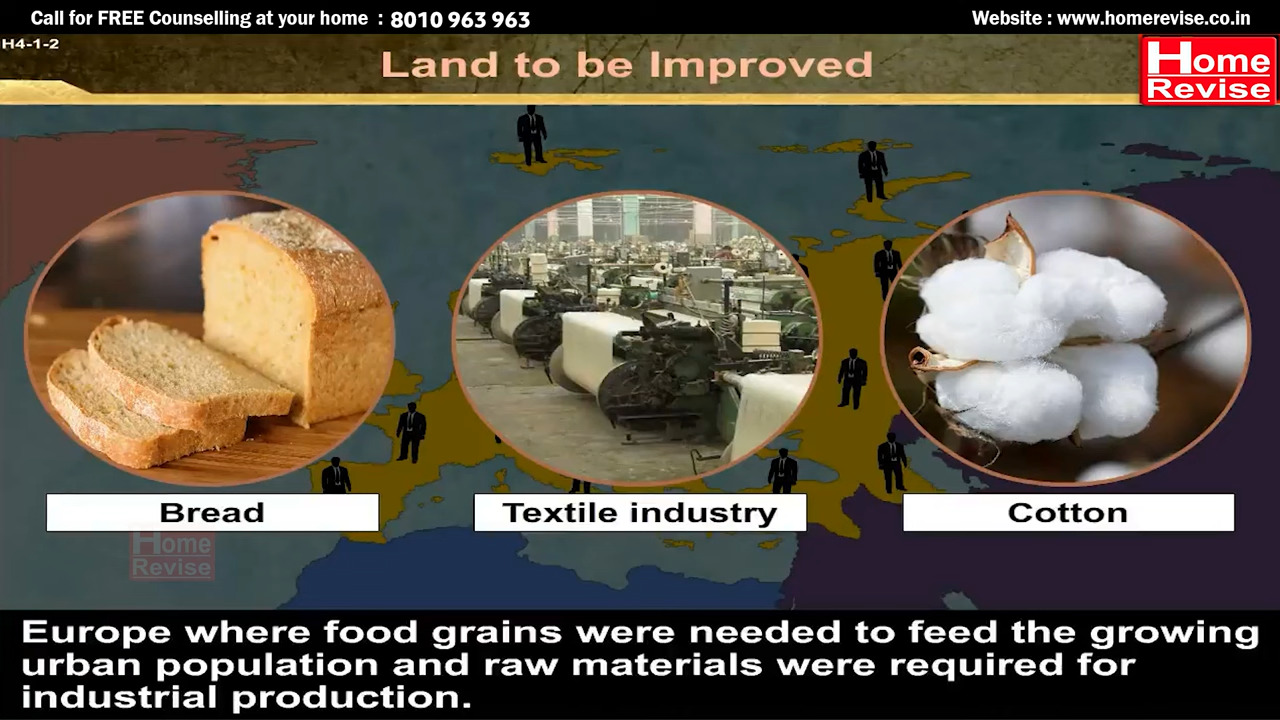 Call for FREE Counselling at your home : 8010 963 963
Website : www.homerevise.co.in
H4-1-2
Land to be Improved
Home
Revise
Bread
Textile industry
Cotton
Home
Revise
Europe where food grains were needed to feed the growing
urban population and raw materials were required for
industrial production.